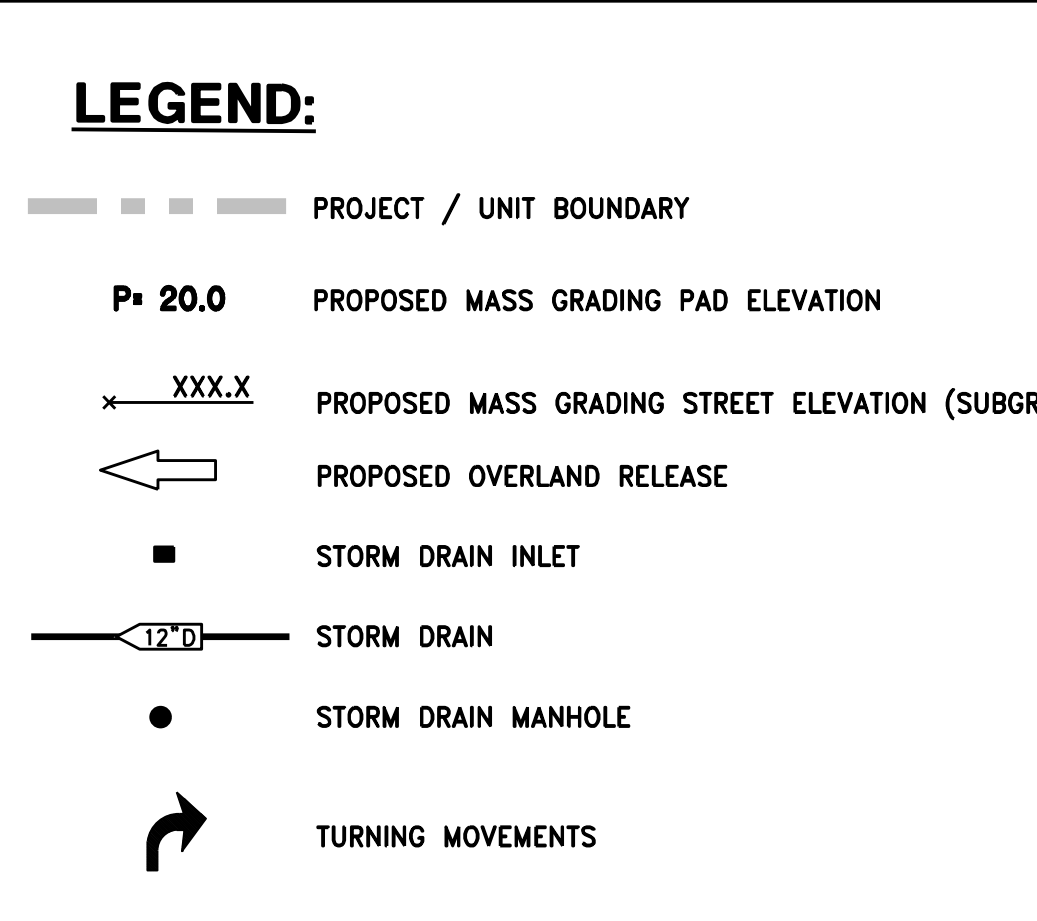 LEGEND:
PROJECT / UNIT BOUNDARY
P= 20.0 PROPOSED MASS GRADING PAD ELEVATION
XXX.X PROPOSED MASS GRADING STREET ELEVATION (SUBGR
PROPOSED OVERLAND RELEASE
STORM DRAIN INLET
12"D STORM DRAIN
STORM DRAIN MANHOLE
TURNING MOVEMENTS